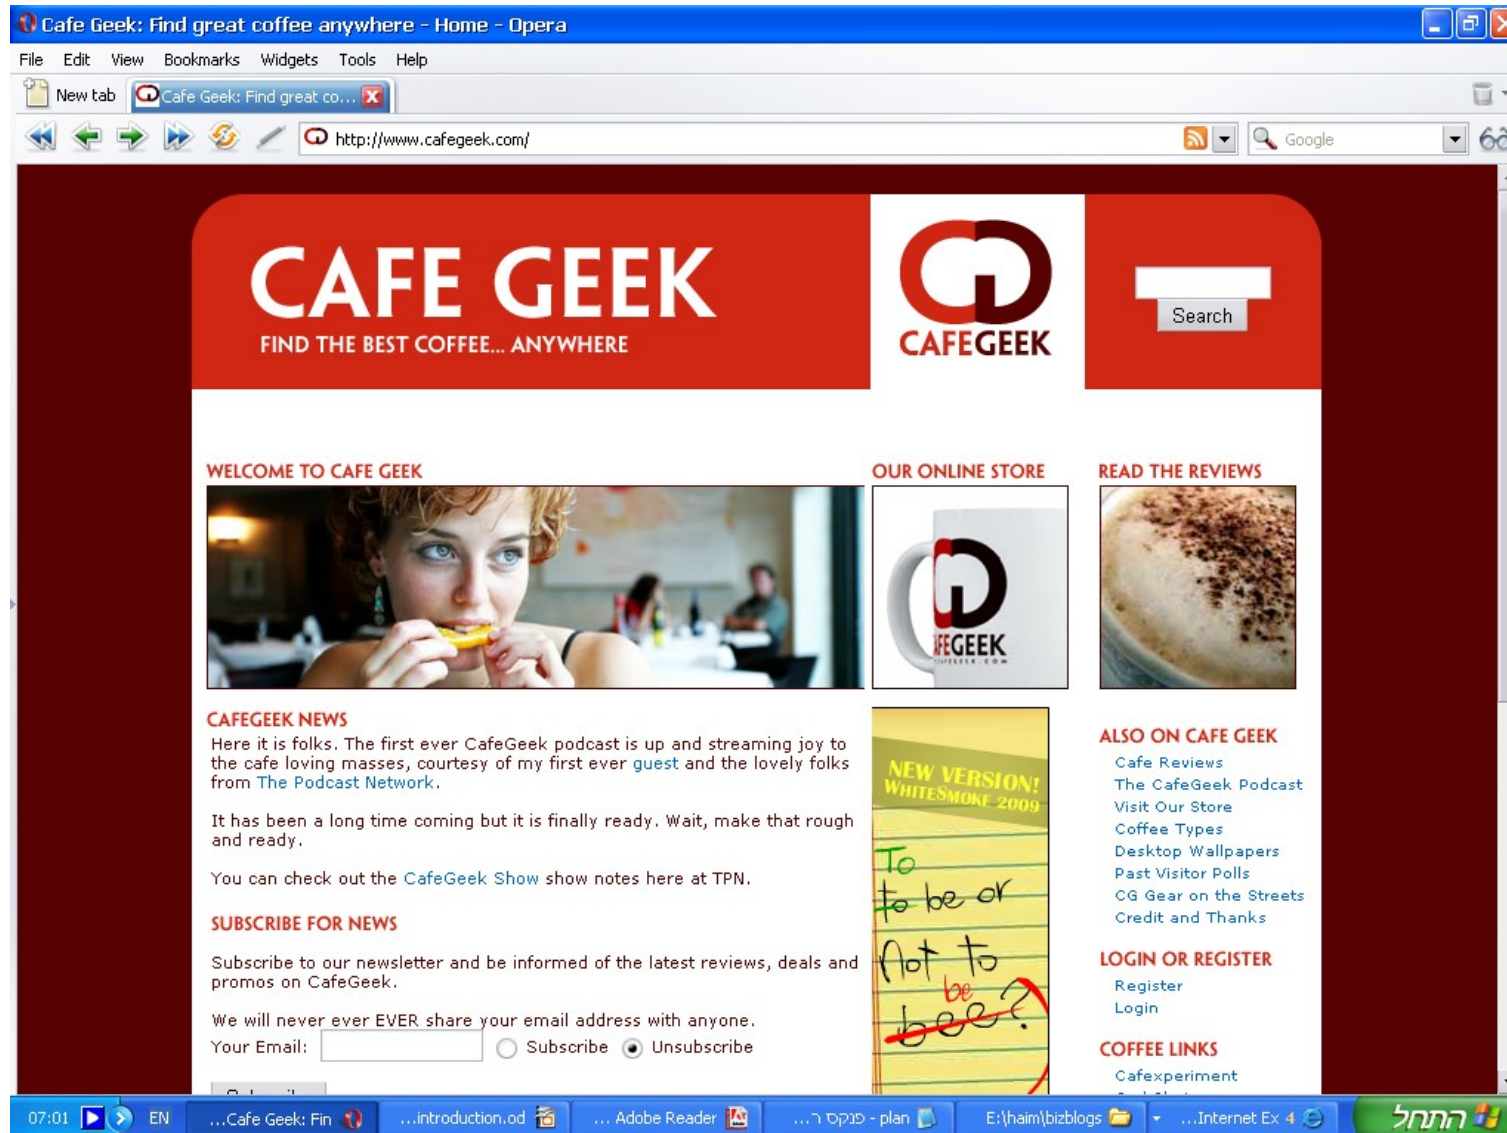 Cafe Geek: Find great coffee anywhere - Home - Opera
File Edit View Bookmarks Widgets Tools Help
New tab Cafe Geek: Find great co...
http://www.cafegeek.com/ Google
CAFE GEEK
FIND THE BEST COFFEE... ANYWHERE
CAFEGEEK
Search
WELCOME TO CAFE GEEK
OUR ONLINE STORE
READ THE REVIEWS
AFEGEEK
CAFEGEEK NEWS
Here it is folks. The first ever CafeGeek podcast is up and streaming joy to
the cafe loving masses, courtesy of my first ever guest and the lovely folks
from The Podcast Network.
It has been a long time coming but it is finally ready. Wait, make that rough
and ready.
You can check out the CafeGeek Show show notes here at TPN.
SUBSCRIBE FOR NEWS
Subscribe to our newsletter and be informed of the latest reviews, deals and
promos on CafeGeek.
We will never ever EVER share your email address with anyone.
Your Email: Subscribe Unsubscribe
NEW VERSION!
WHITESMOKE 2009
To
to be or
Not to
be
bee?
ALSO ON CAFE GEEK
Cafe Reviews
The CafeGeek Podcast
Visit Our Store
Coffee Types
Desktop Wallpapers
Past Visitor Polls
CG Gear on the Streets
Credit and Thanks
LOGIN OR REGISTER
Register
Login
COFFEE LINKS
Cafexperiment
07:01 EN ...Cafe Geek: Fin ...introduction.od ... Adobe Reader ...פנקס ר - plan E:\haim\bizblogs ...Internet Ex 4 התחל